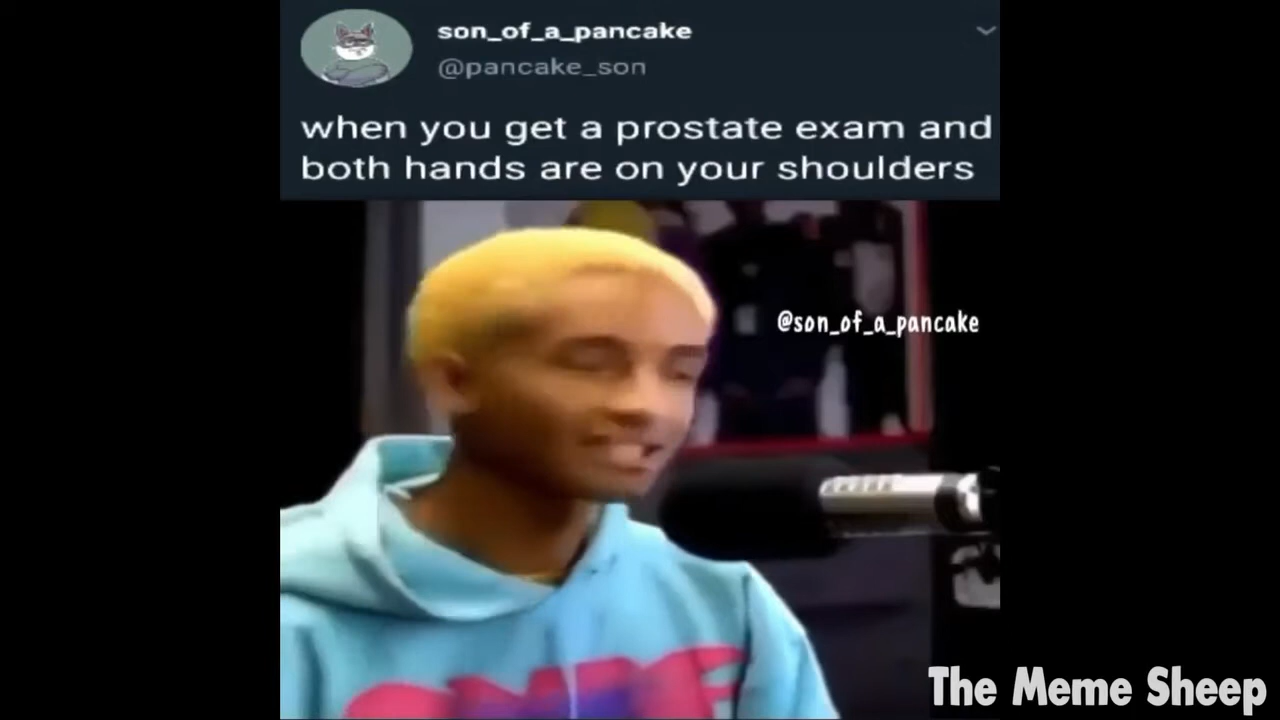 son_of_a_pancake
@pancake_son
when you get a prostate exam and
both hands are on your shoulders
@son_of_a_pancake
The Meme Sheep